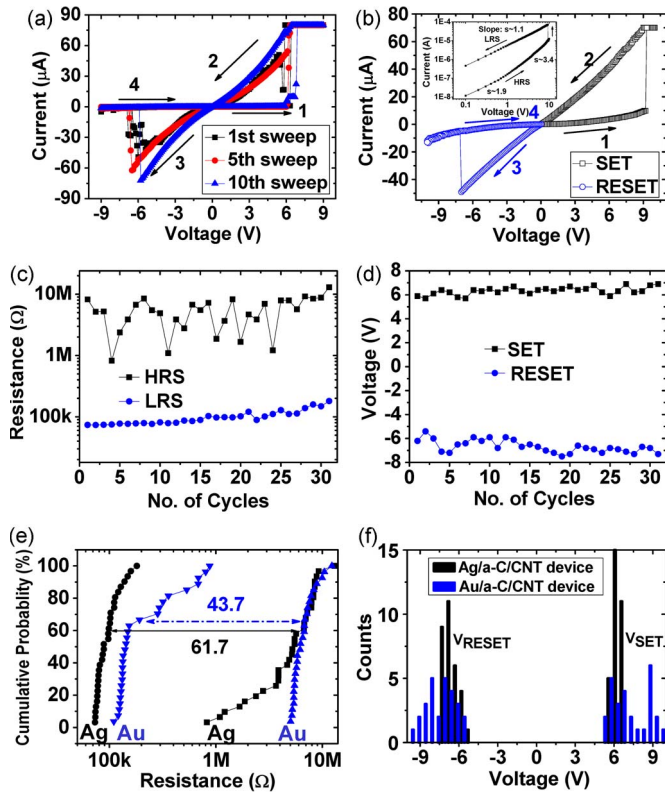 (a)
Current (μA)
90
60
30
0
-30
-60
-90
4
2
1
3
1st sweep
5th sweep
10th sweep
-9 -6 -3 0 3 6 9
Voltage (V)
(b)
Current (μA)
80
60
40
20
0
-20
-40
Current (A)
1E-4
1E-5
1E-6
1E-7
1E-8
Slope: s~1.1
LRS
s~3.4
HRS
s~1.9
0.1 1 10
Voltage (V)
2
4
1
3
SET
RESET
-9 -6 -3 0 3 6 9
Voltage (V)
(c)
Resistance (Ω)
10M
1M
100k
HRS
LRS
0 5 10 15 20 25 30
No. of Cycles
(d)
Voltage (V)
8
6
4
2
0
-2
-4
-6
-8
SET
RESET
0 5 10 15 20 25 30
No. of Cycles
(e)
Cumulative Probablity (%)
100
80
60
40
20
0
43.7
61.7
Ag Au Ag Au
100k 1M 10M
Resistance (Ω)
(f)
Counts
15
10
5
0
Ag/a-C/CNT device
Au/a-C/CNT device
VRESET
VSET
-9 -6 -3 0 3 6 9
Voltage (V)